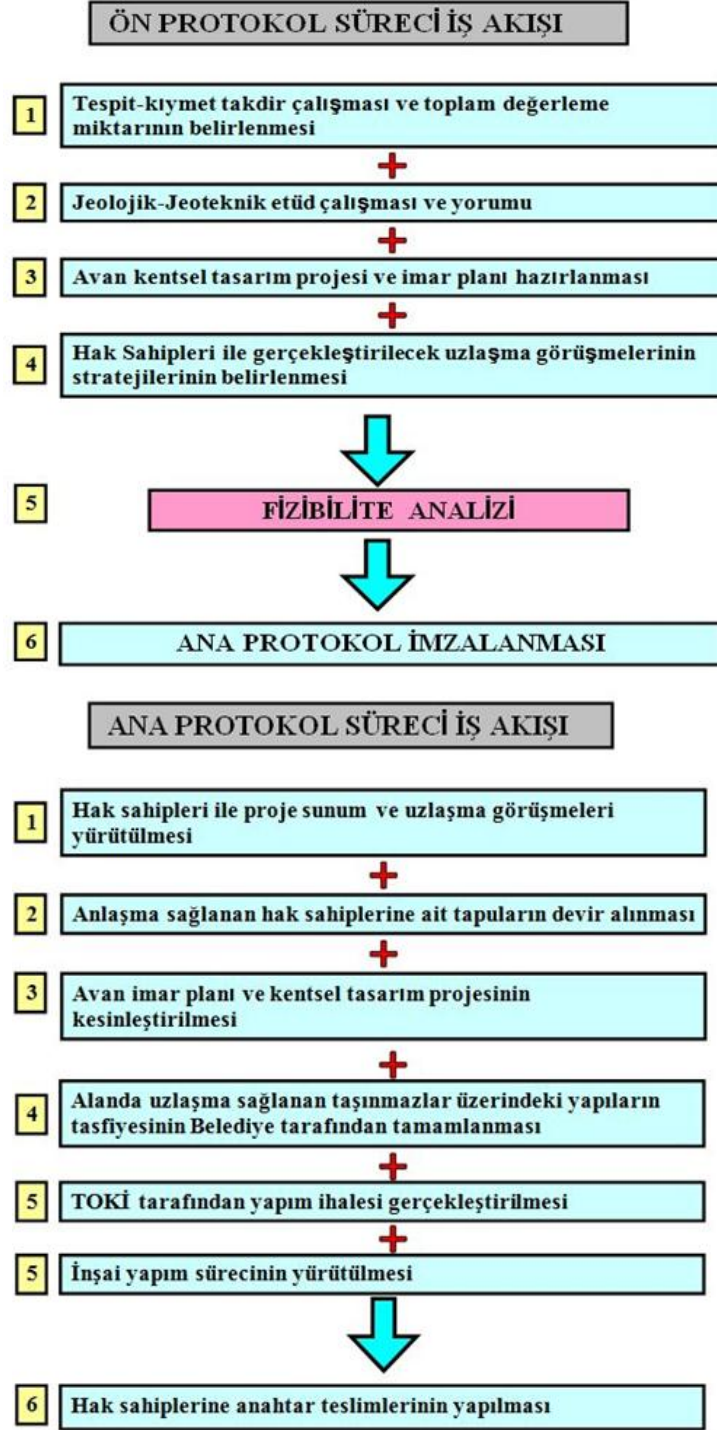 ÖN PROTOKOL SÜRECİ İŞ AKIŞI
1
Tespit-kıymet takdir çalışması ve toplam değerleme
miktarının belirlenmesi
2
Jeolojik-Jeoteknik etüd çalışması ve yorumu
3
Avan kentsel tasarım projesi ve imar planı hazırlanması
4
Hak Sahipleri ile gerçekleştirilecek uzlaşma görüşmelerinin
stratejilerinin belirlenmesi
5
FİZİBİLİTE ANALİZİ
6
ANA PROTOKOL İMZALANMASI
ANA PROTOKOL SÜRECİ İŞ AKIŞI
1
Hak sahipleri ile proje sunum ve uzlaşma görüşmeleri
yürütülmesi
2
Anlaşma sağlanan hak sahiplerine ait tapuların devir alınması
3
Avan imar planı ve kentsel tasarım projesinin
kesinleştirilmesi
4
Alanda uzlaşma sağlanan taşınmazlar üzerindeki yapıların
tasfiyesinin Belediye tarafından tamamlanması
5
TOKİ tarafından yapım ihalesi gerçekleştirilmesi
5
İnşai yapım sürecinin yürütülmesi
6
Hak sahiplerine anahtar teslimlerinin yapılması